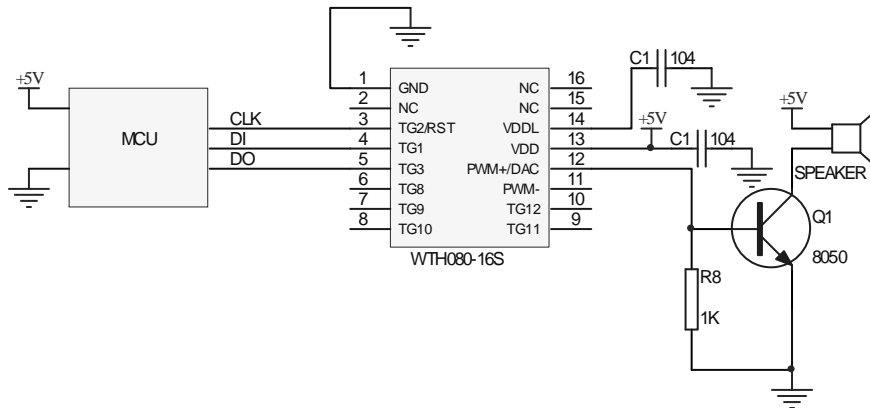 +5V
MCU
CLK
DI
DO
1 GND
2 NC
3 TG2/RST
4 TG1
5 TG3
6 TG8
7 TG9
8 TG10
NC 16
NC 15
VDDL 14
VDD 13
PWM+/DAC 12
PWM- 11
TG12 10
TG11 9
WTH080-16S
C1 104
+5V
C1 104
+5V
SPEAKER
Q1
8050
R8
1K